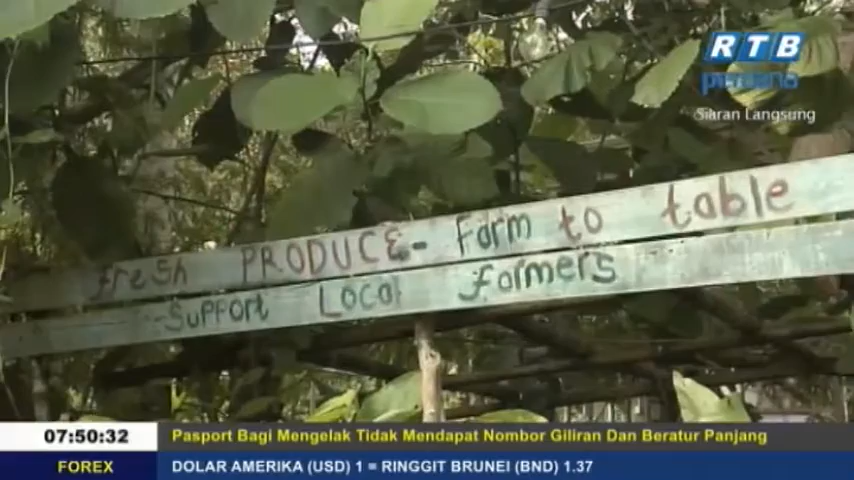 RTB
perdana
Siaran Langsung
Fresh PRODUCE - Farm to table
Support Local farmers
07:50:32
Pasport Bagi Mengelak Tidak Mendapat Nombor Giliran Dan Beratur Panjang
FOREX
DOLAR AMERIKA (USD) 1 = RINGGIT BRUNEI (BND) 1.37